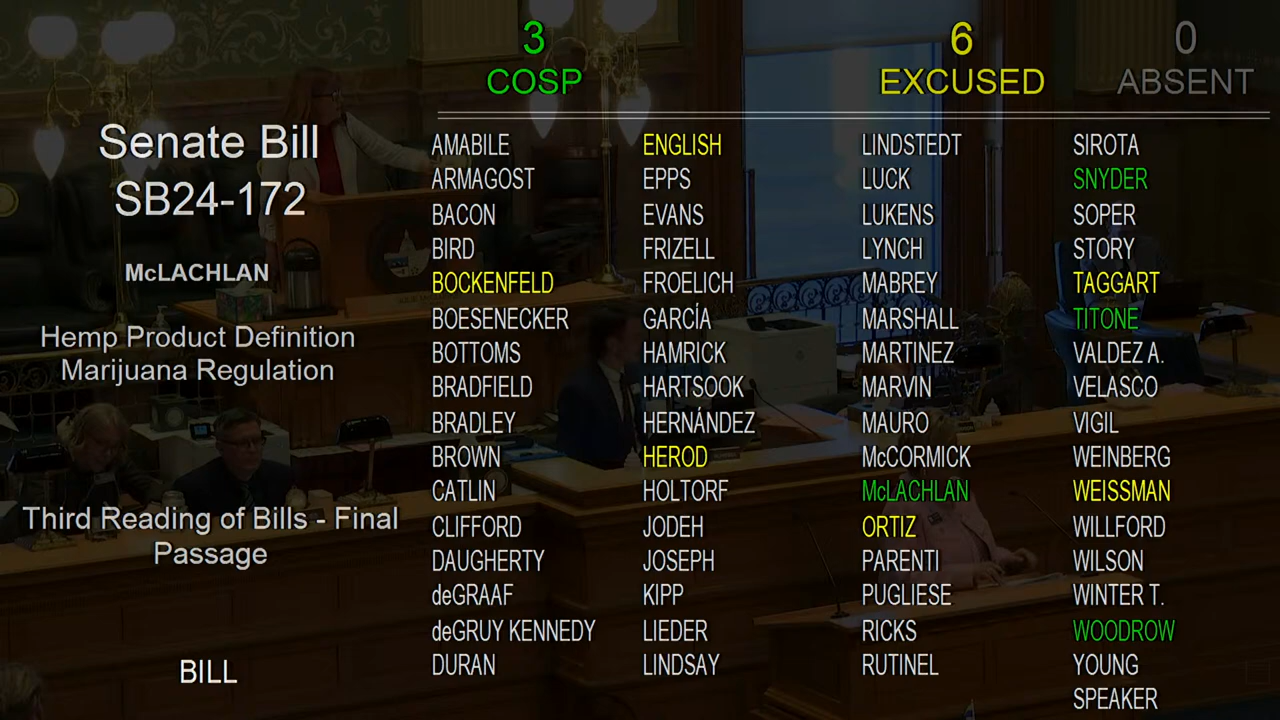 3
COSP
6
EXCUSED
0
ABSENT
Senate Bill
SB24-172
McLACHLAN
Hemp Product Definition
Marijuana Regulation
Third Reading of Bills - Final
Passage
BILL
AMABILE
ARMAGOST
BACON
BIRD
BOCKENFELD
BOESENECKER
BOTTOMS
BRADFIELD
BRADLEY
BROWN
CATLIN
CLIFFORD
DAUGHERTY
deGRAAF
deGRUY KENNEDY
DURAN
ENGLISH
EPPS
EVANS
FRIZELL
FROELICH
GARCÍA
HAMRICK
HARTSOOK
HERNÁNDEZ
HEROD
HOLTORF
JODEH
JOSEPH
KIPP
LIEDER
LINDSAY
LINDSTEDT
LUCK
LUKENS
LYNCH
MABREY
MARSHALL
MARTINEZ
MARVIN
MAURO
McCORMICK
McLACHLAN
ORTIZ
PARENTI
PUGLIESE
RICKS
RUTINEL
SIROTA
SNYDER
SOPER
STORY
TAGGART
TITONE
VALDEZ A.
VELASCO
VIGIL
WEINBERG
WEISSMAN
WILLFORD
WILSON
WINTER T.
WOODROW
YOUNG
SPEAKER